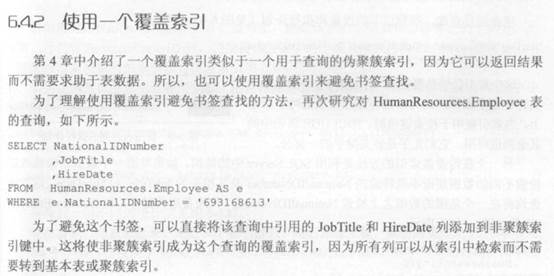 6.4.2 使用一个覆盖索引
第 4 章中介绍了一个覆盖索引类似于一个用于查询的伪聚簇索引，因为它可以返回结果
而不需要求助于表数据。所以，也可以使用覆盖索引来避免书签查找。
为了理解使用覆盖索引避免书签查找的方法，再次研究对 HumanResources.Employee 表
的查询，如下所示。
SELECT NationalIDNumber
,JobTitle
,HireDate
FROM HumanResources.Employee AS e
WHERE e.NationalIDNumber = '693168613'
为了避免这个书签，可以直接将该查询中引用的 JobTitle 和 HireDate 列添加到非聚簇索
引键中。这将使非聚簇索引成为这个查询的覆盖索引，因为所有列可以从索引中检索而不需
要转到基本表或聚簇索引。